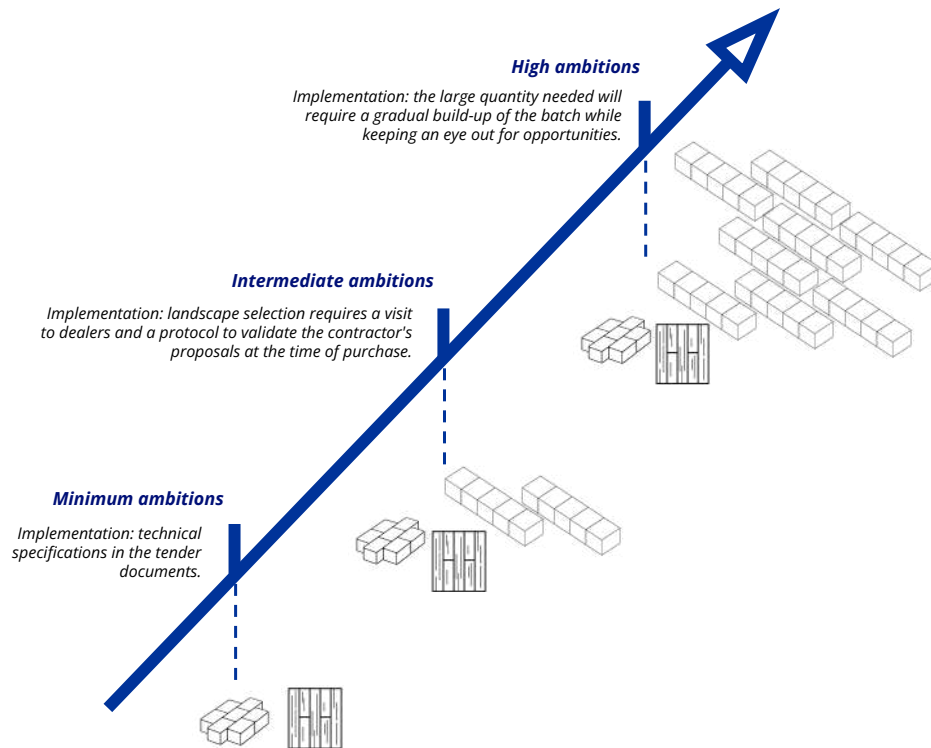 High ambitions
Implementation: the large quantity needed will
require a gradual build-up of the batch while
keeping an eye out for opportunities.
Intermediate ambitions
Implementation: landscape selection requires a visit
to dealers and a protocol to validate the contractor's
proposals at the time of purchase.
Minimum ambitions
Implementation: technical
specifications in the tender
documents.